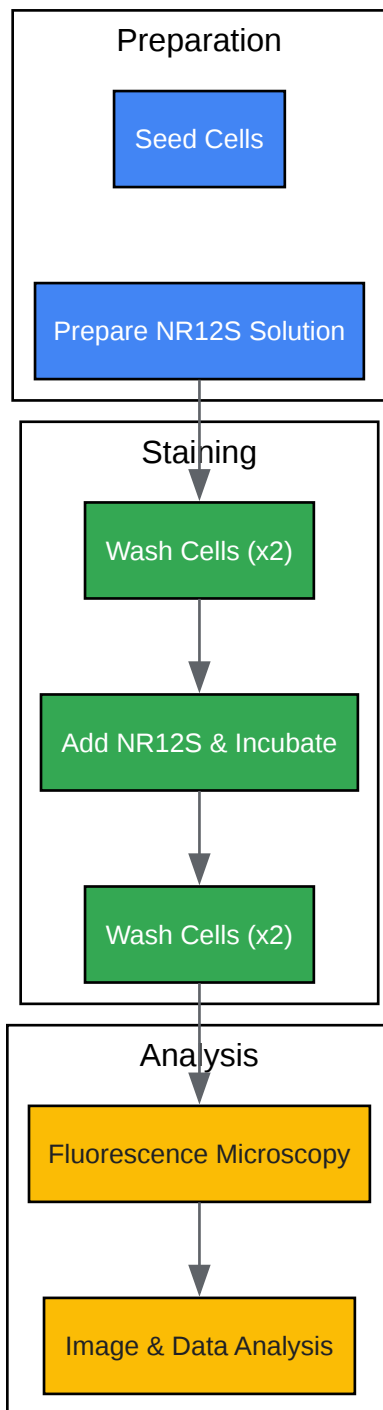 Preparation
Seed Cells
Prepare NR12S Solution
Staining
Wash Cells (x2)
Add NR12S & Incubate
Wash Cells (x2)
Analysis
Fluorescence Microscopy
Image & Data Analysis